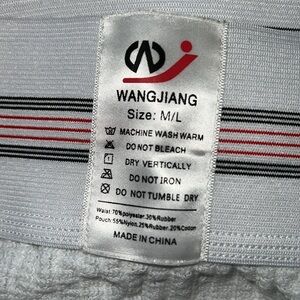 WANGJIANG
Size: M/L
MACHINE WASH WARM
DO NOT BLEACH
DRY VERTICALLY
DO NOT IRON
DO NOT TUMBLE DRY
Waist:70%polyester.30%Rubber
Pouch:55%Nylon.25%Rubber.20%Cotton
MADE IN CHINA